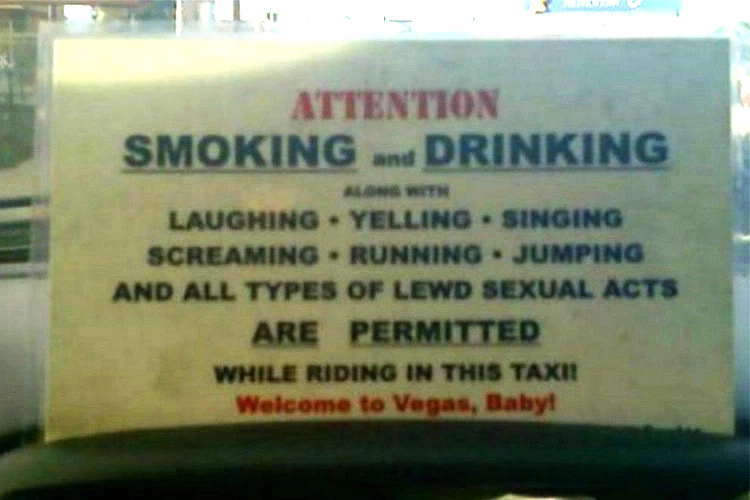 ATTENTION
SMOKING and DRINKING
ALONG WITH
LAUGHING • YELLING • SINGING
SCREAMING • RUNNING • JUMPING
AND ALL TYPES OF LEWD SEXUAL ACTS
ARE PERMITTED
WHILE RIDING IN THIS TAXI!
Welcome to Vegas, Baby!